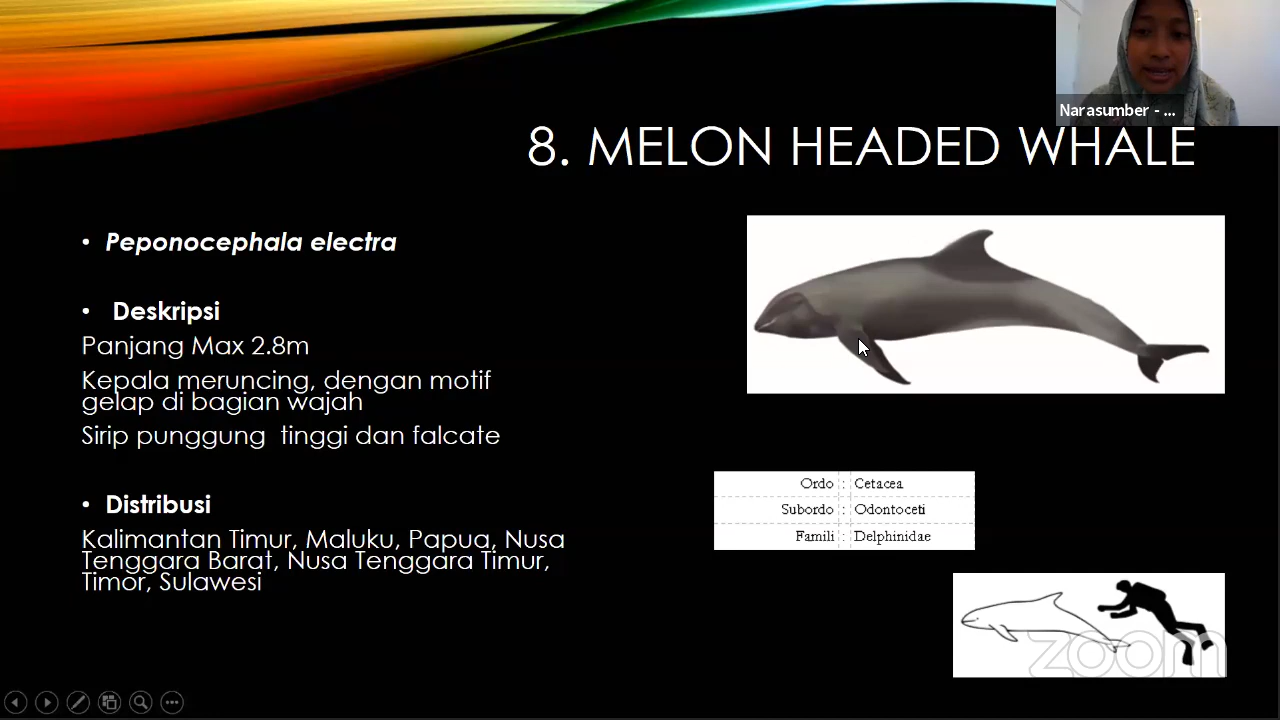 Narasumber - ...
8. MELON HEADED WHALE
• Peponocephala electra
• Deskripsi
Panjang Max 2.8m
Kepala meruncing, dengan motif
gelap di bagian wajah
Sirip punggung tinggi dan falcate
• Distribusi
Kalimantan Timur, Maluku, Papua, Nusa
Tenggara Barat, Nusa Tenggara Timur,
Timor, Sulawesi
Ordo : Cetacea
Subordo : Odontoceti
Famili : Delphinidae
zoom